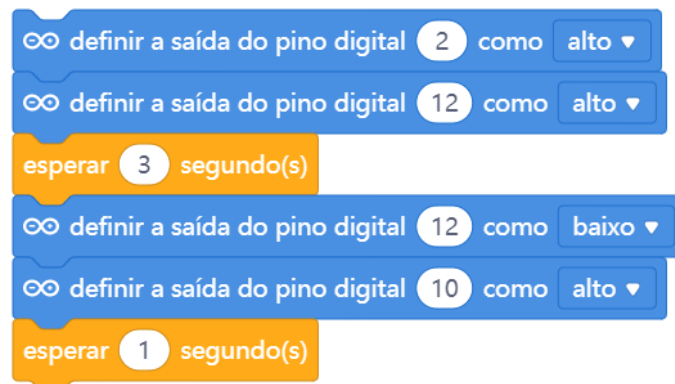 definir a saída do pino digital 2 como alto
definir a saída do pino digital 12 como alto
esperar 3 segundo(s)
definir a saída do pino digital 12 como baixo
definir a saída do pino digital 10 como alto
esperar 1 segundo(s)